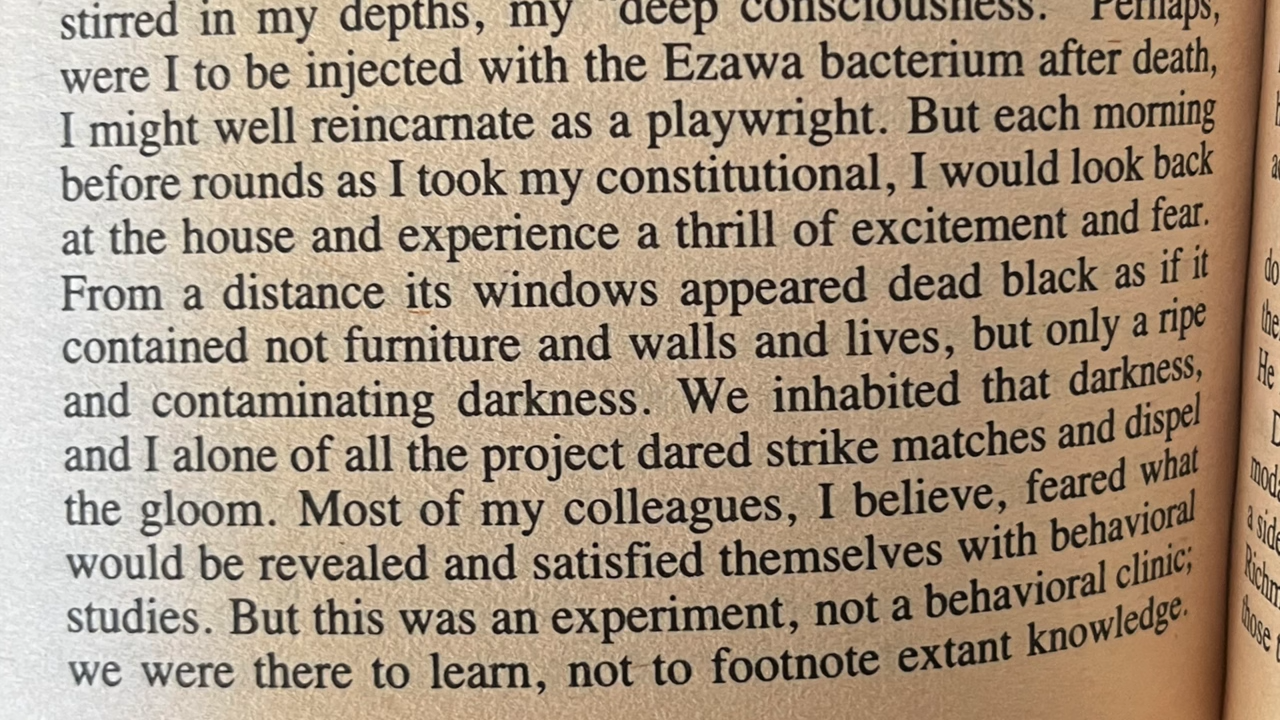 stirred in my depths, my "deep consciousness." Perhaps,
were I to be injected with the Ezawa bacterium after death,
I might well reincarnate as a playwright. But each morning
before rounds as I took my constitutional, I would look back
at the house and experience a thrill of excitement and fear.
From a distance its windows appeared dead black as if it
contained not furniture and walls and lives, but only a ripe
and contaminating darkness. We inhabited that darkness,
and I alone of all the project dared strike matches and dispel
the gloom. Most of my colleagues, I believe, feared what
would be revealed and satisfied themselves with behavioral
studies. But this was an experiment, not a behavioral clinic;
we were there to learn, not to footnote extant knowledge.
do
He
a side